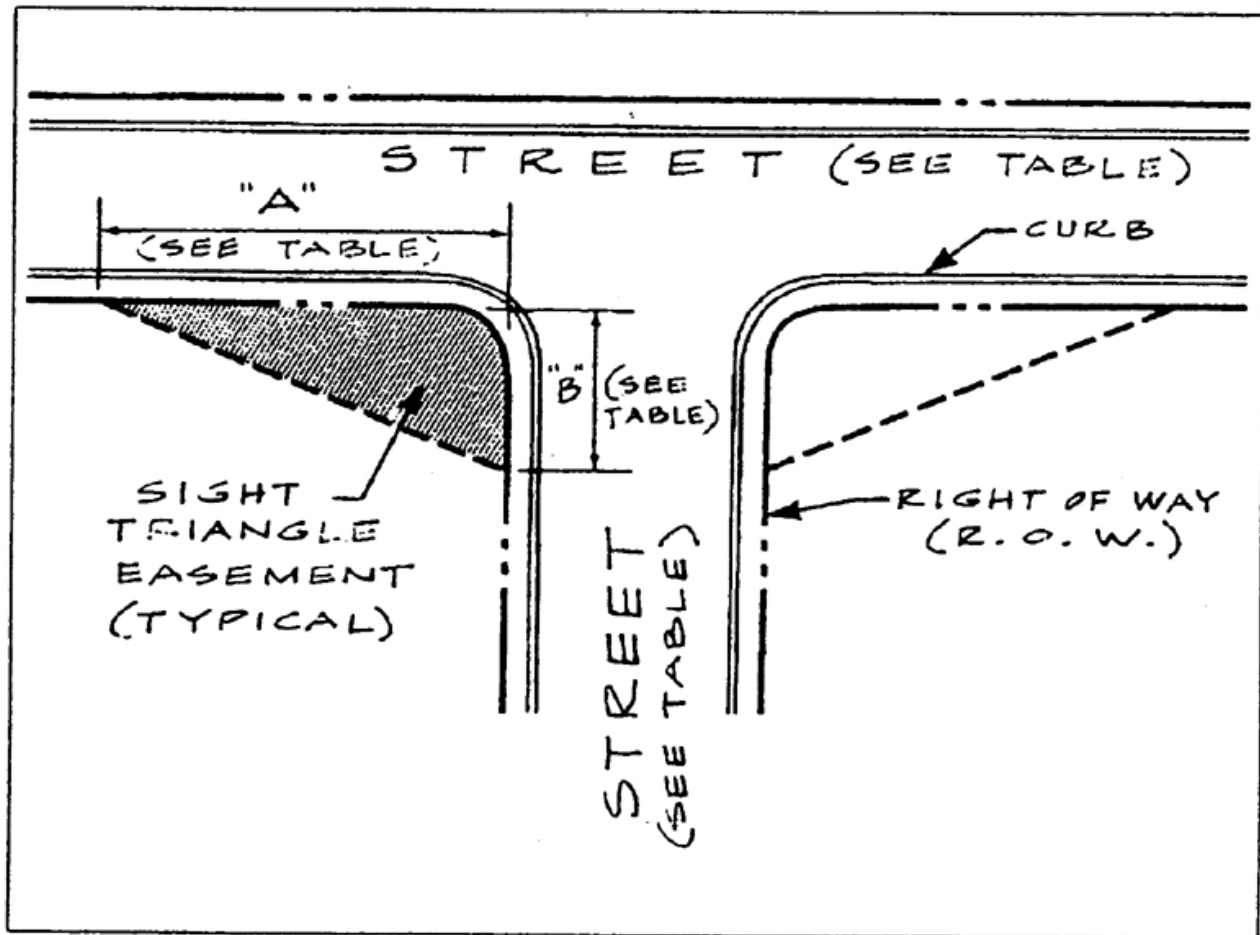 STREET (SEE TABLE)
"A"
(SEE TABLE)
CURB
"B" (SEE
TABLE)
SIGHT
TRIANGLE
EASEMENT
(TYPICAL)
RIGHT OF WAY
(R.O.W.)
STREET
(SEE TABLE)